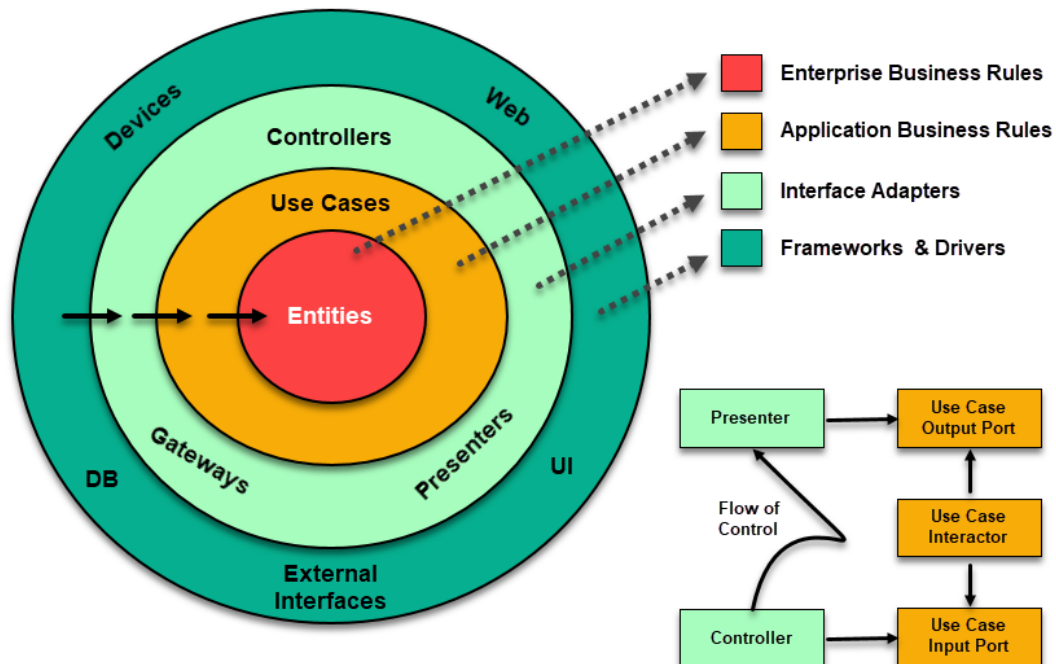 Devices
Web
Controllers
Use Cases
Entities
Gateways
Presenters
DB
UI
External
Interfaces
Enterprise Business Rules
Application Business Rules
Interface Adapters
Frameworks & Drivers
Presenter
Use Case
Output Port
Flow of
Control
Use Case
Interactor
Controller
Use Case
Input Port